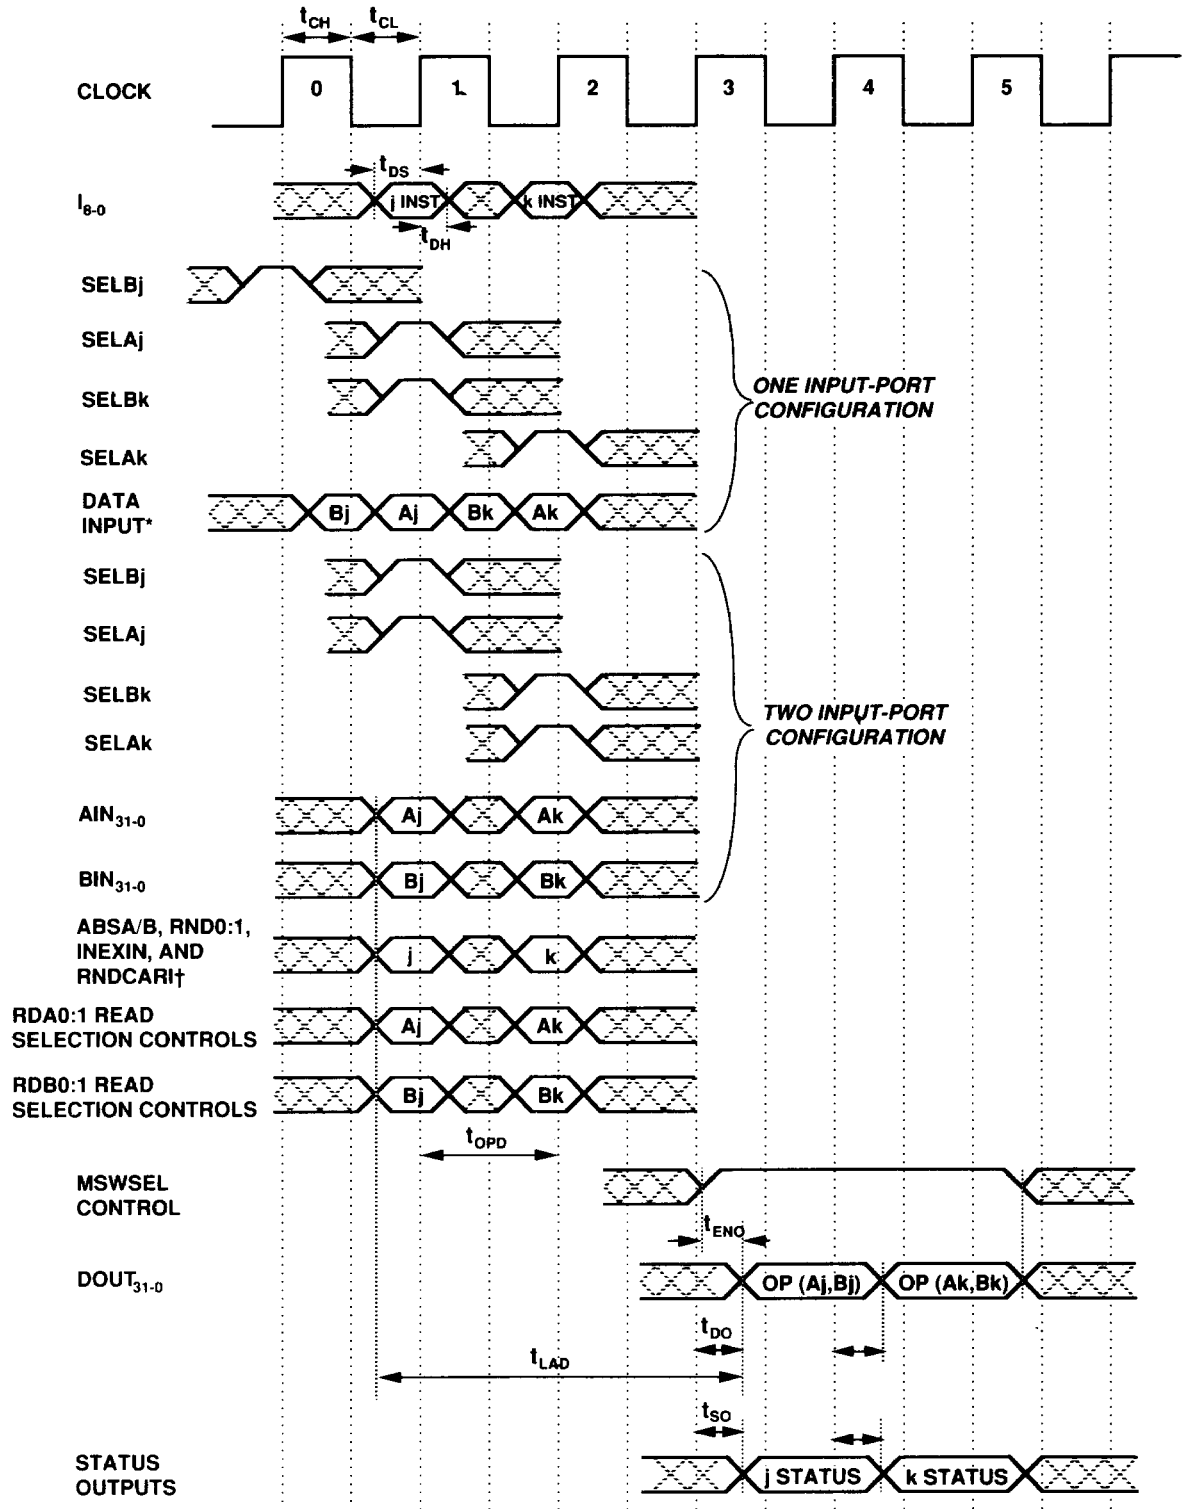 tCH tCL
CLOCK 0 1 2 3 4 5
tDS
I8-0 j INST k INST
tDH
SELBj
SELAj
SELBk
ONE INPUT-PORT
CONFIGURATION
SELAk
DATA
INPUT* Bj Aj Bk Ak
SELBj
SELAj
SELBk
SELAk
TWO INPUT-PORT
CONFIGURATION
AIN31-0 Aj Ak
BIN31-0 Bj Bk
ABSA/B, RND0:1,
INEXIN, AND
RNDCARI† j k
RDA0:1 READ
SELECTION CONTROLS Aj Ak
RDB0:1 READ
SELECTION CONTROLS Bj Bk
tOPD
MSWSEL
CONTROL
tENO
DOUT31-0 OP (Aj,Bj) OP (Ak,Bk)
tDO
tLAD
tSO
STATUS
OUTPUTS j STATUS k STATUS